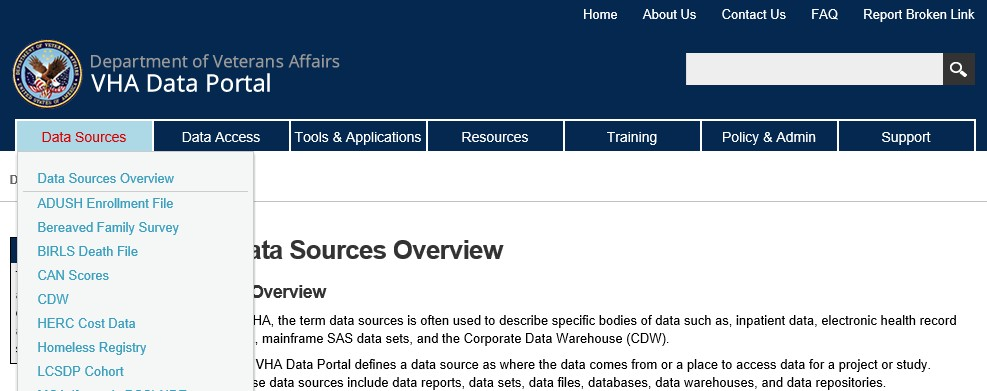 Home About Us Contact Us FAQ Report Broken Link
Department of Veterans Affairs
VHA Data Portal
Data Sources Data Access Tools & Applications Resources Training Policy & Admin Support
Data Sources Overview
ADUSH Enrollment File
Bereaved Family Survey
BIRLS Death File
CAN Scores
CDW
HERC Cost Data
Homeless Registry
LCSDP Cohort
Sources Overview
Overview
the term data sources is often used to describe specific bodies of data such as, inpatient data, electronic health record
, mainframe SAS data sets, and the Corporate Data Warehouse (CDW).
VHA Data Portal defines a data source as where the data comes from or a place to access data for a project or study.
data sources include data reports, data sets, data files, databases, data warehouses, and data repositories.